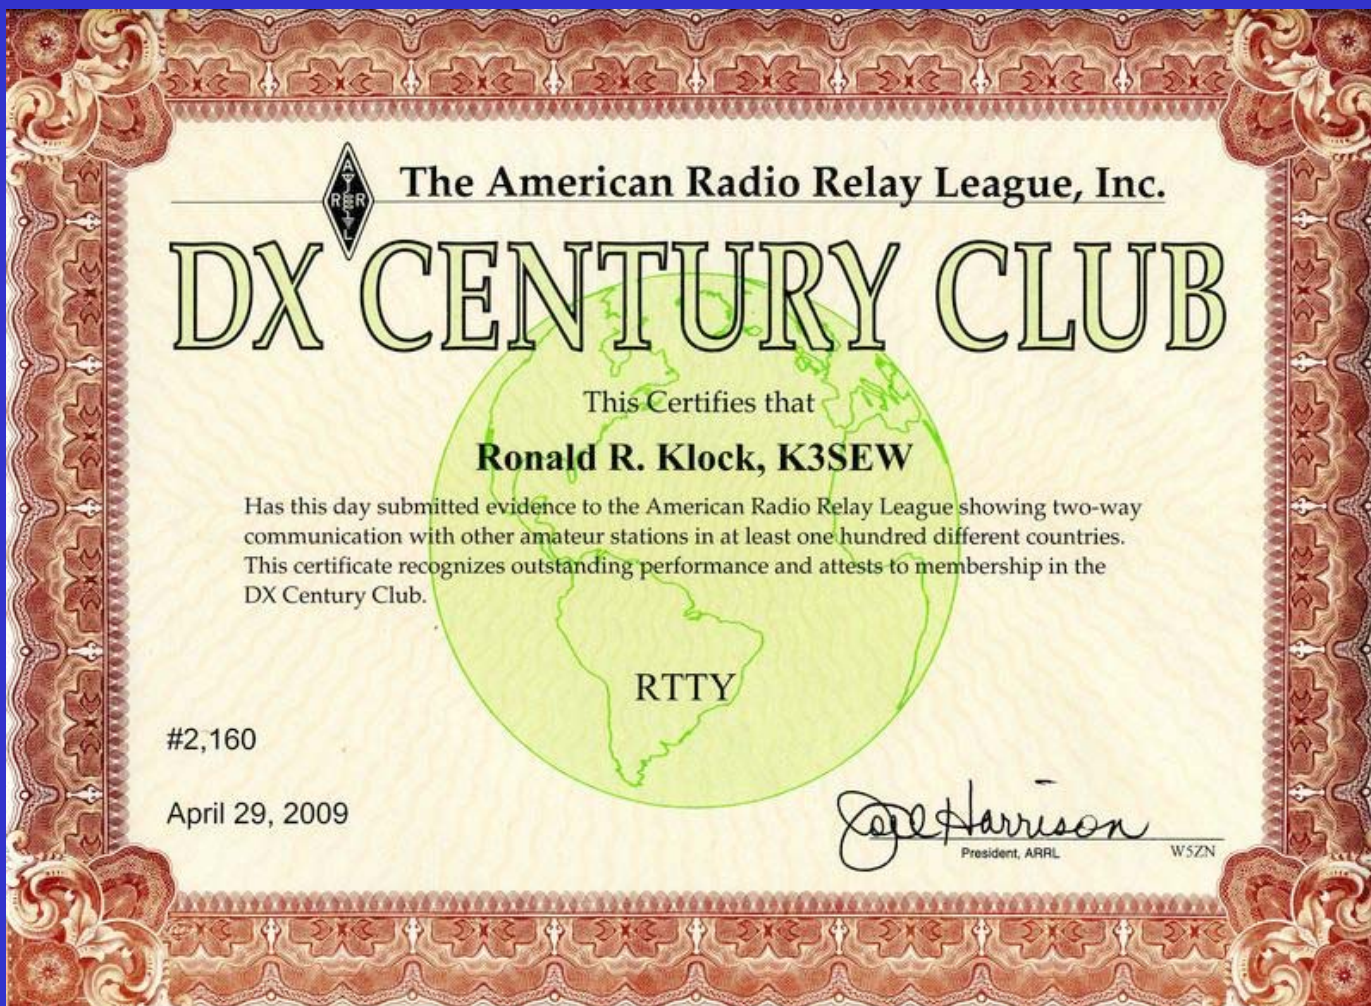 The American Radio Relay League, Inc.
ARRL
DX CENTURY CLUB
This Certifies that
Ronald R. Klock, K3SEW
Has this day submitted evidence to the American Radio Relay League showing two-way
communication with other amateur stations in at least one hundred different countries.
This certificate recognizes outstanding performance and attests to membership in the
DX Century Club.
RTTY
#2,160
April 29, 2009
Joel Harrison
President, ARRL
W5ZN